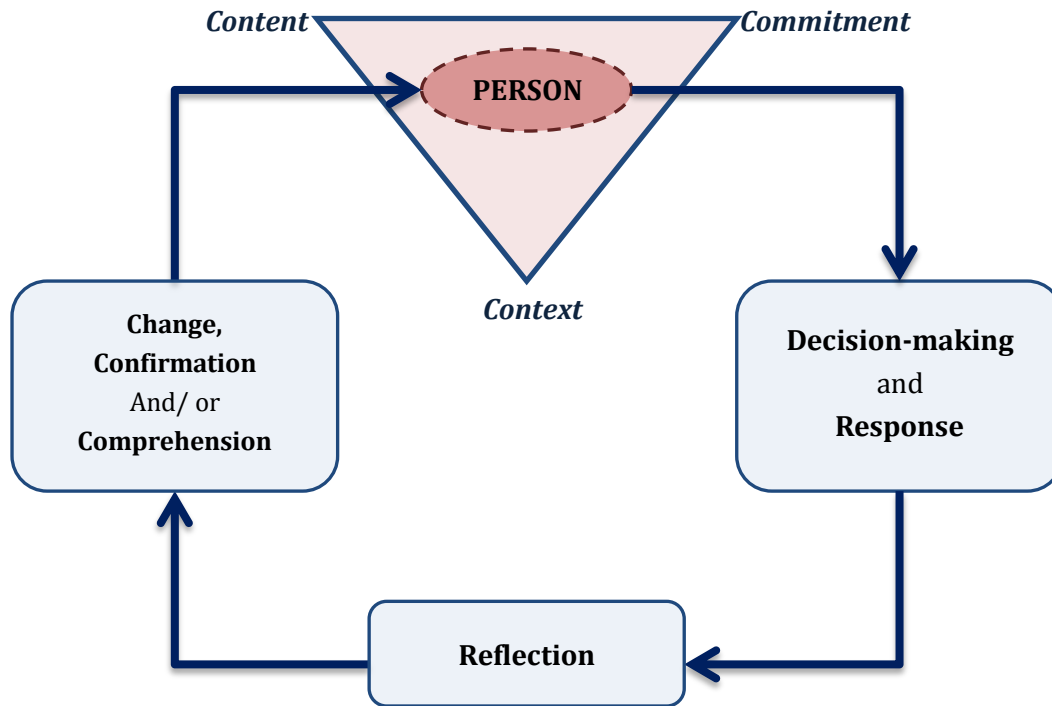 Content
Commitment
PERSON
Context
Change,
Confirmation
And/ or
Comprehension
Decision-making
and
Response
Reflection